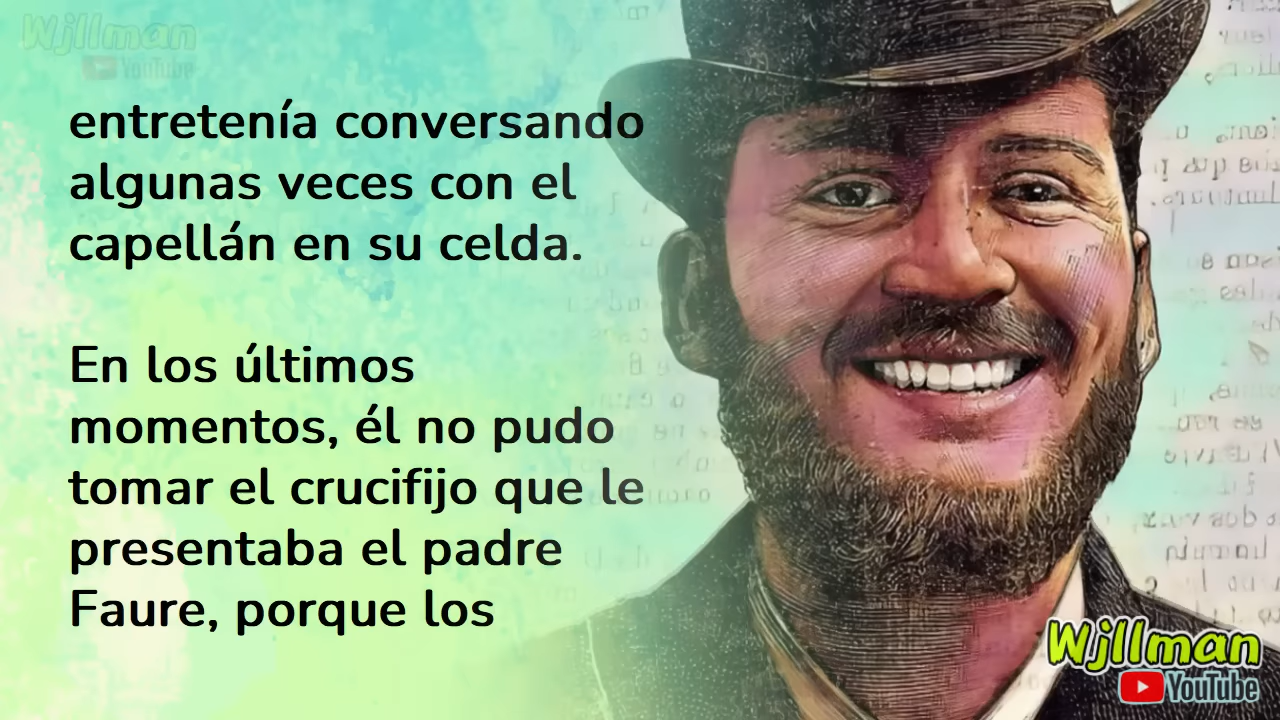 Wjllman
YouTube
entretenía conversando
algunas veces con el
capellán en su celda.
En los últimos
momentos, él no pudo
tomar el crucifijo que le
presentaba el padre
Faure, porque los
Wjllman
YouTube